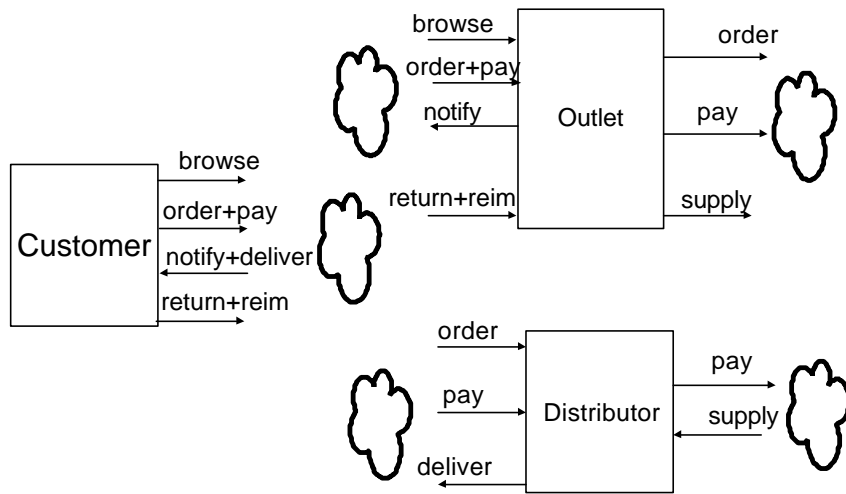 browse
order+pay
notify
return+reim
Outlet
order
pay
supply
Customer
browse
order+pay
notify+deliver
return+reim
order
pay
deliver
Distributor
pay
supply